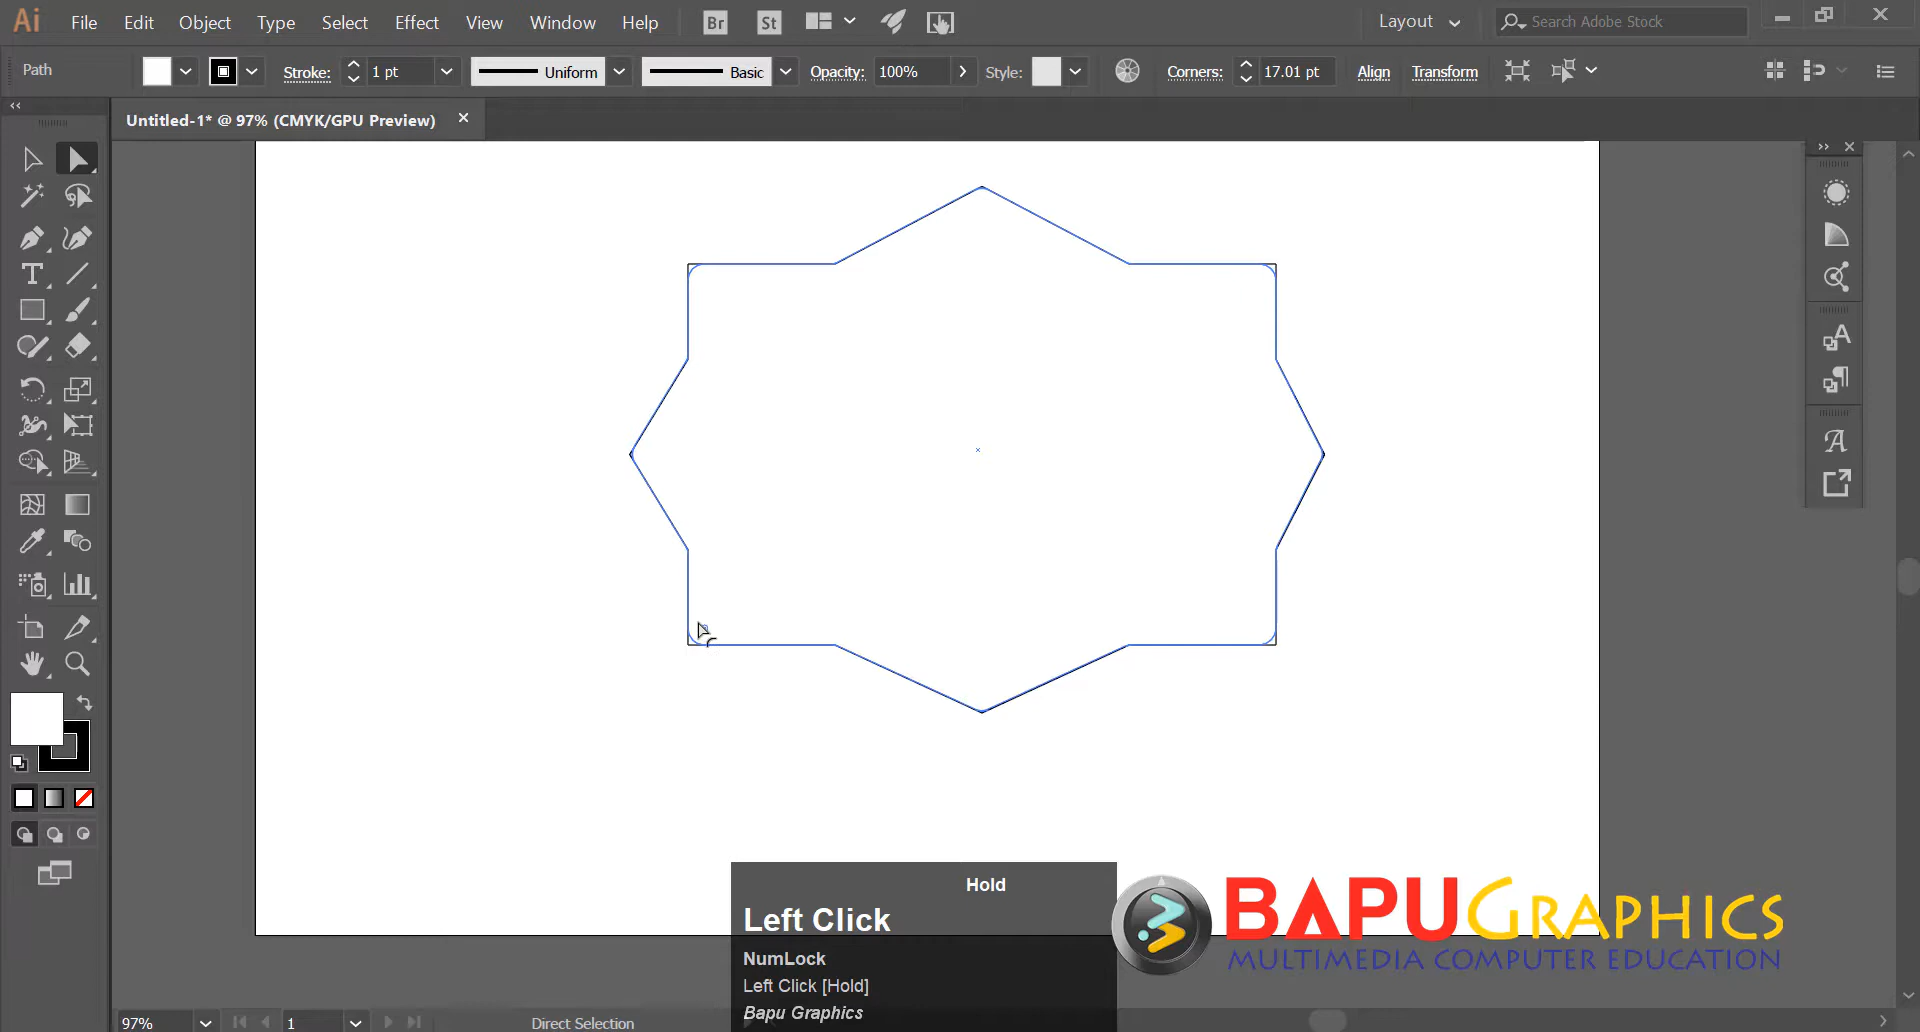 Ai File Edit Object Type Select Effect View Window Help Br St Layout Search Adobe Stock
Path Stroke: 1 pt Uniform Basic Opacity: 100% Style: Corners: 17.01 pt Align Transform
Untitled-1* @ 97% (CMYK/GPU Preview)
Hold
Left Click
NumLock
Left Click [Hold]
Bapu Graphics
BAPU GRAPHICS
MULTIMEDIA COMPUTER EDUCATION
97% 1 Direct Selection